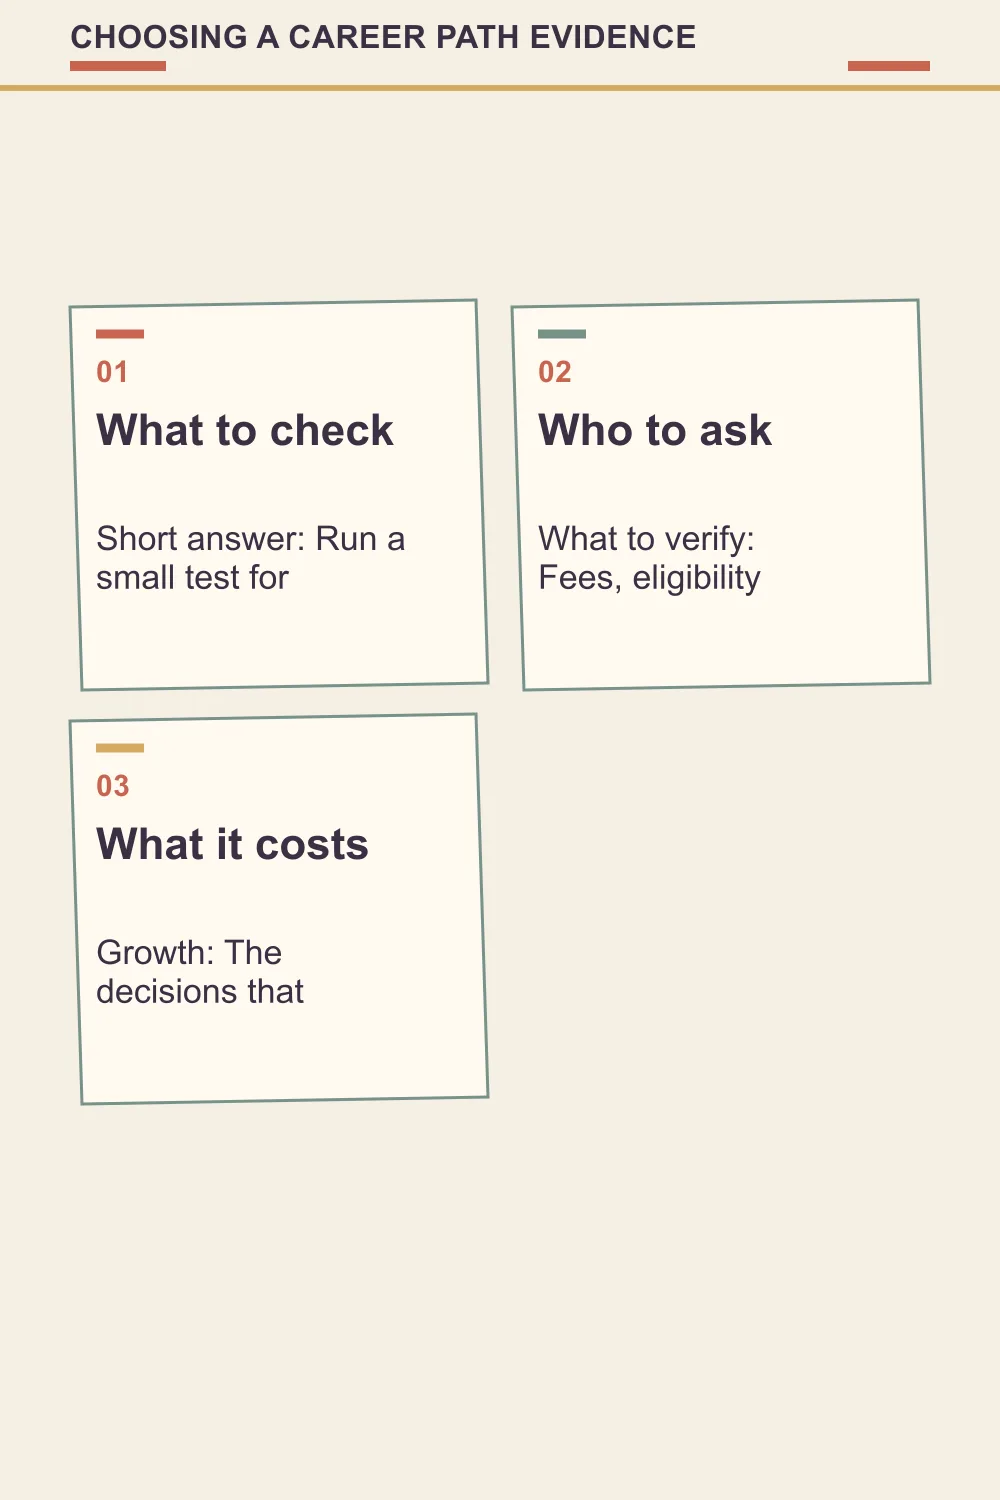 CHOOSING A CAREER PATH EVIDENCE
01
What to check
Short answer: Run a
small test for
02
Who to ask
What to verify:
Fees, eligibility
03
What it costs
Growth: The
decisions that